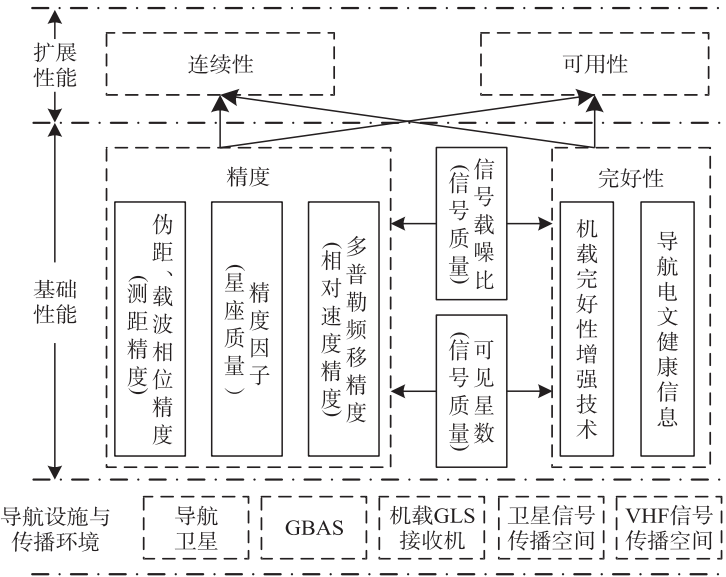 扩展
性能
连续性
可用性
基础
性能
精度
伪距、载波相位精度
(测距精度)
精度因子
(星座质量)
多普勒频移精度
(相对速度精度)
信号载噪比
(信号质量)
可见星数
(信号质量)
完好性
机载完好性增强技术
导航电文健康信息
导航设施与
传播环境
导航
卫星
GBAS
机载GLS
接收机
卫星信号
传播空间
VHF信号
传播空间